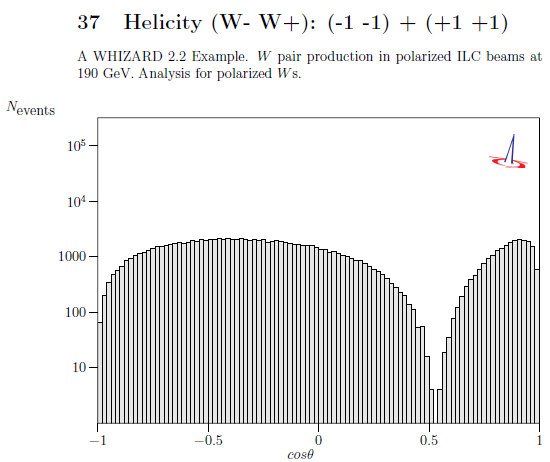 37 Helicity (W- W+): (-1 -1) + (+1 +1)
A WHIZARD 2.2 Example. W pair production in polarized ILC beams at
190 GeV. Analysis for polarized Ws.
Nevents
10⁵
10⁴
1000
100
10
−1 −0.5 0 0.5 1
cosθ